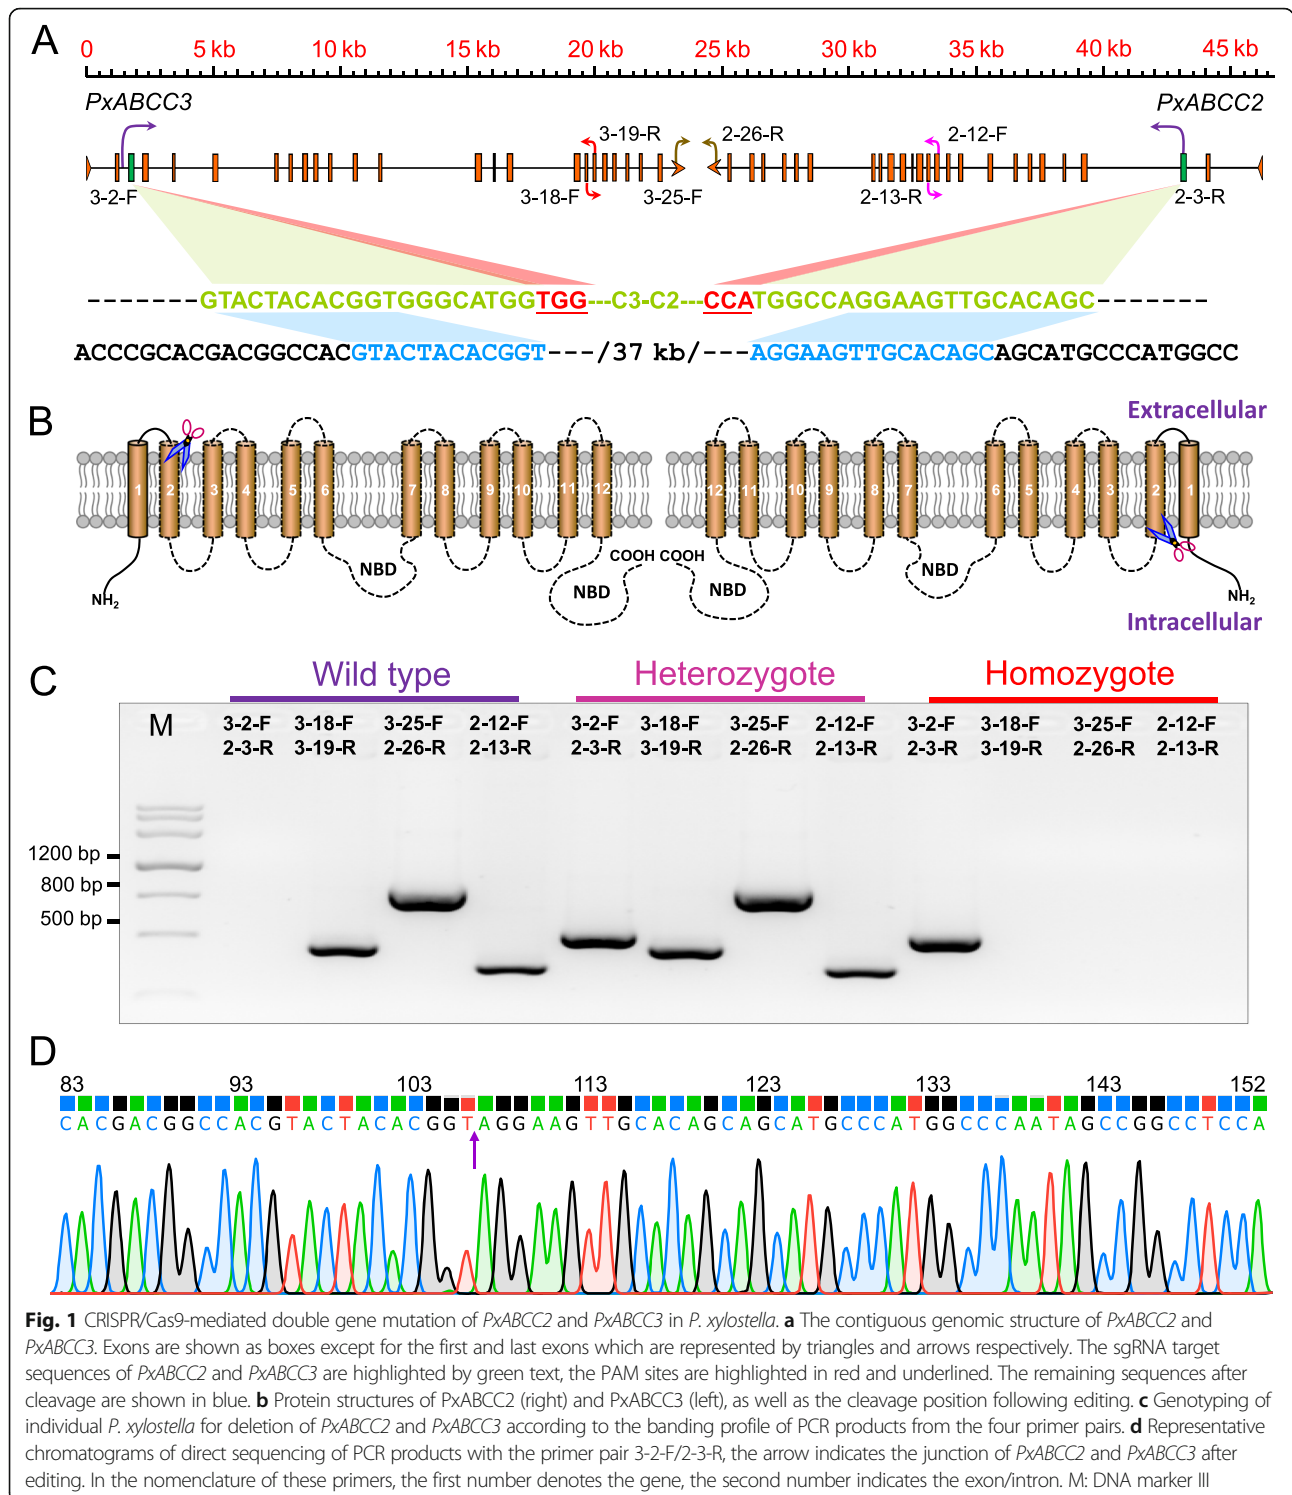 A
0 5 kb 10 kb 15 kb 20 kb 25 kb 30 kb 35 kb 40 kb 45 kb
PxABCC3 PxABCC2
3-19-R 2-26-R 2-12-F
3-2-F 3-18-F 3-25-F 2-13-R 2-3-R
-------GTACTACACGGTGGGCATGGTGG---C3-C2---CCATGGCCAGGAAGTTGCACAGC-------
ACCCGCACGACGGCCACGTACTACACGGT---/37 kb/---AGGAAGTTGCACAGCAGCATGCCCATGGCC
B
Extracellular
1 2 3 4 5 6 7 8 9 10 11 12 12 11 10 9 8 7 6 5 4 3 2 1
COOH COOH
NBD NBD NBD NBD
NH2 NH2
Intracellular
C
Wild type Heterozygote Homozygote
M 3-2-F 3-18-F 3-25-F 2-12-F 3-2-F 3-18-F 3-25-F 2-12-F 3-2-F 3-18-F 3-25-F 2-12-F
2-3-R 3-19-R 2-26-R 2-13-R 2-3-R 3-19-R 2-26-R 2-13-R 2-3-R 3-19-R 2-26-R 2-13-R
1200 bp
800 bp
500 bp
D
83 93 103 113 123 133 143 152
CACGACGGCCACGTACTACACGGTAGGAAGTTGCACAGCAGCATGCCCATGGCCCAATAGCCGGCCTCCA
Fig. 1 CRISPR/Cas9-mediated double gene mutation of PxABCC2 and PxABCC3 in P. xylostella. a The contiguous genomic structure of PxABCC2 and
PxABCC3. Exons are shown as boxes except for the first and last exons which are represented by triangles and arrows respectively. The sgRNA target
sequences of PxABCC2 and PxABCC3 are highlighted by green text, the PAM sites are highlighted in red and underlined. The remaining sequences after
cleavage are shown in blue. b Protein structures of PxABCC2 (right) and PxABCC3 (left), as well as the cleavage position following editing. c Genotyping of
individual P. xylostella for deletion of PxABCC2 and PxABCC3 according to the banding profile of PCR products from the four primer pairs. d Representative
chromatograms of direct sequencing of PCR products with the primer pair 3-2-F/2-3-R, the arrow indicates the junction of PxABCC2 and PxABCC3 after
editing. In the nomenclature of these primers, the first number denotes the gene, the second number indicates the exon/intron. M: DNA marker III